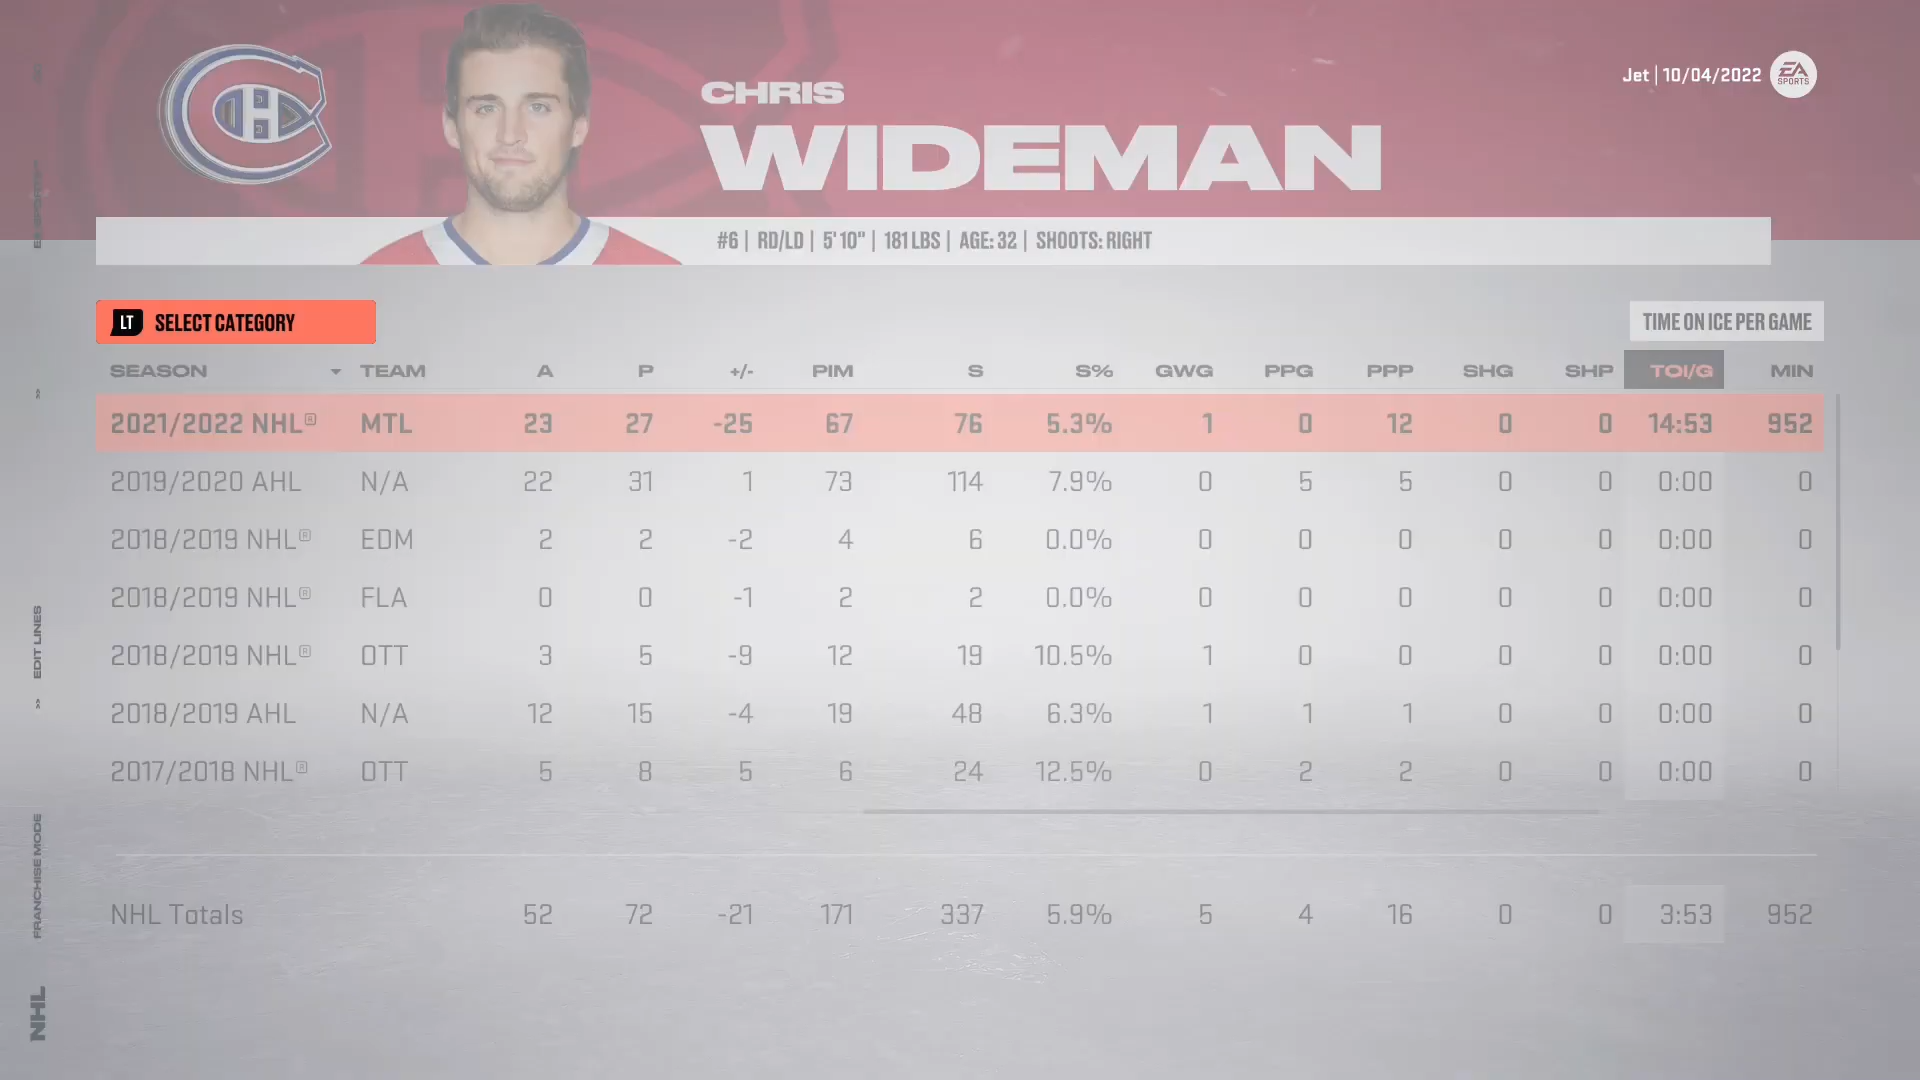 CHRIS
WIDEMAN
Jet | 10/04/2022
EA SPORTS
#6 | RD/LD | 5' 10" | 181 LBS | AGE: 32 | SHOOTS: RIGHT
LT SELECT CATEGORY
TIME ON ICE PER GAME
SEASON TEAM A P +/- PIM S S% GWG PPG PPP SHG SHP TOI/G MIN
2021/2022 NHL® MTL 23 27 -25 67 76 5.3% 1 0 12 0 0 14:53 952
2019/2020 AHL N/A 22 31 1 73 114 7.9% 0 5 5 0 0 0:00 0
2018/2019 NHL® EDM 2 2 -2 4 6 0.0% 0 0 0 0 0 0:00 0
2018/2019 NHL® FLA 0 0 -1 2 2 0.0% 0 0 0 0 0 0:00 0
2018/2019 NHL® OTT 3 5 -9 12 19 10.5% 1 0 0 0 0 0:00 0
2018/2019 AHL N/A 12 15 -4 19 48 6.3% 1 1 1 0 0 0:00 0
2017/2018 NHL® OTT 5 8 5 6 24 12.5% 0 2 2 0 0 0:00 0
NHL Totals 52 72 -21 171 337 5.9% 5 4 16 0 0 3:53 952
NHL
FRANCHISE MODE
EDIT LINES